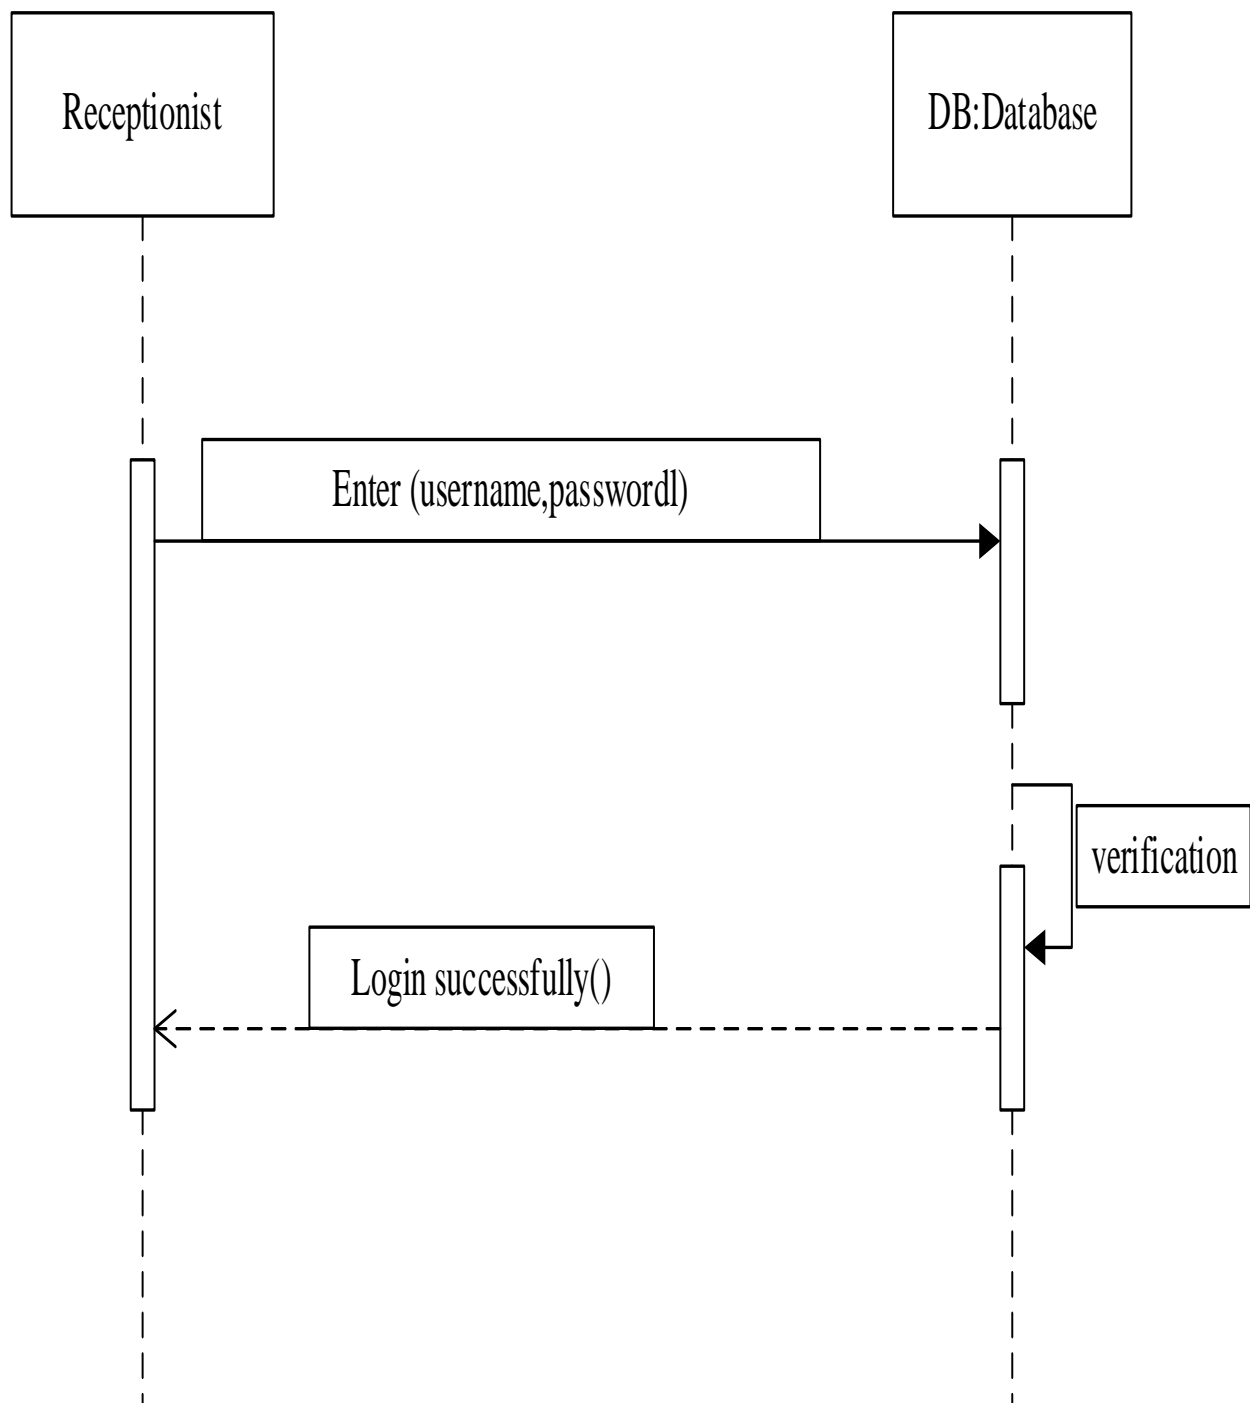 Receptionist
DB:Database
Enter (username,passwordl)
verification
Login successfully()